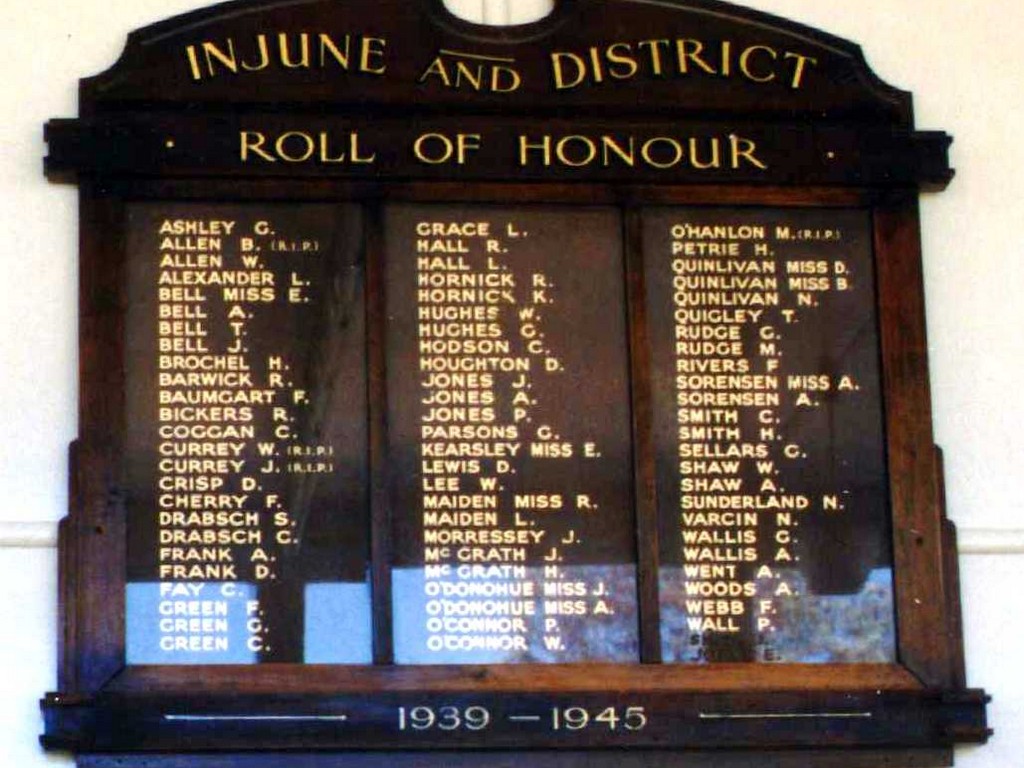 INJUNE AND DISTRICT
ROLL OF HONOUR
ASHLEY G.
ALLEN B. (R.I.P.)
ALLEN W.
ALEXANDER L.
BELL MISS E.
BELL A.
BELL T.
BELL J.
BROCHEL H.
BARWICK R.
BAUMGART F.
BICKERS R.
COGGAN C.
CURREY W. (R.I.P.)
CURREY J. (R.I.P.)
CRISP D.
CHERRY F.
DRABSCH S.
DRABSCH C.
FRANK A.
FRANK D.
FAY C.
GREEN F.
GREEN G.
GREEN C.
GRACE L.
HALL R.
HALL L.
HORNICK R.
HORNICK K.
HUGHES W.
HUGHES G.
HODSON C.
HOUGHTON D.
JONES J.
JONES A.
JONES P.
PARSONS G.
KEARSLEY MISS E.
LEWIS D.
LEE W.
MAIDEN MISS R.
MAIDEN L.
MORRESSEY J.
McGRATH J.
McGRATH H.
O'DONOHUE MISS J.
O'DONOHUE MISS A.
O'CONNOR P.
O'CONNOR W.
O'HANLON M. (R.I.P.)
PETRIE H.
QUINLIVAN MISS D.
QUINLIVAN MISS B.
QUINLIVAN N.
QUIGLEY T.
RUDGE G.
RUDGE M.
RIVERS F
SORENSEN MISS A.
SORENSEN A.
SMITH C.
SMITH H.
SELLARS G.
SHAW W.
SHAW A.
SUNDERLAND N.
VARCIN N.
WALLIS G.
WALLIS A.
WENT A.
WOODS A.
WEBB F.
WALL P.
E.
1939 — 1945